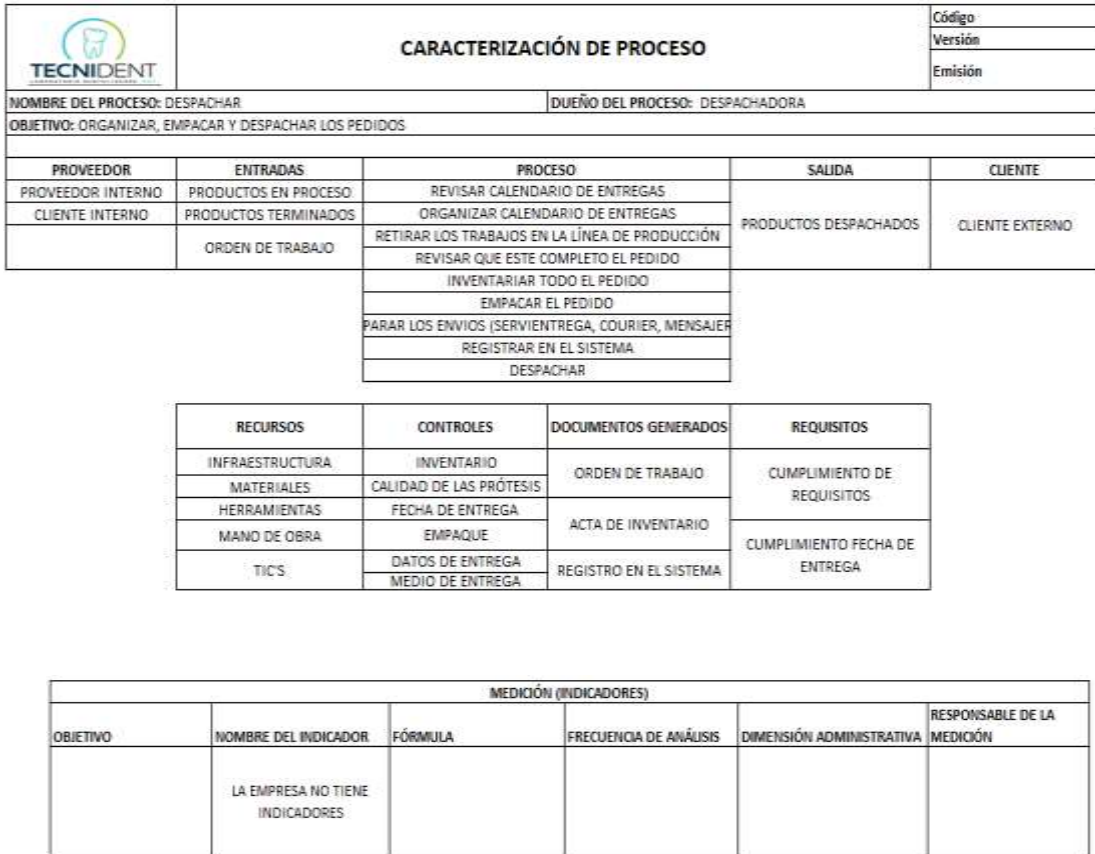 TECNIDENT
CARACTERIZACIÓN DE PROCESO
Código
Versión
Emisión
NOMBRE DEL PROCESO: DESPACHAR
DUEÑO DEL PROCESO: DESPACHADORA
OBJETIVO: ORGANIZAR, EMPACAR Y DESPACHAR LOS PEDIDOS
PROVEEDOR
ENTRADAS
PROCESO
SALIDA
CLIENTE
PROVEEDOR INTERNO
PRODUCTOS EN PROCESO
REVISAR CALENDARIO DE ENTREGAS
CLIENTE INTERNO
PRODUCTOS TERMINADOS
ORGANIZAR CALENDARIO DE ENTREGAS
PRODUCTOS DESPACHADOS
CLIENTE EXTERNO
ORDEN DE TRABAJO
RETIRAR LOS TRABAJOS EN LA LÍNEA DE PRODUCCIÓN
REVISAR QUE ESTE COMPLETO EL PEDIDO
INVENTARIAR TODO EL PEDIDO
EMPACAR EL PEDIDO
PARAR LOS ENVIOS (SERVIENTREGA, COURIER, MENSAJER
REGISTRAR EN EL SISTEMA
DESPACHAR
RECURSOS
CONTROLES
DOCUMENTOS GENERADOS
REQUISITOS
INFRAESTRUCTURA
INVENTARIO
ORDEN DE TRABAJO
CUMPLIMIENTO DE
REQUISITOS
MATERIALES
CALIDAD DE LAS PRÓTESIS
HERRAMIENTAS
FECHA DE ENTREGA
ACTA DE INVENTARIO
MANO DE OBRA
EMPAQUE
CUMPLIMIENTO FECHA DE
ENTREGA
TIC'S
DATOS DE ENTREGA
REGISTRO EN EL SISTEMA
MEDIO DE ENTREGA
MEDICIÓN (INDICADORES)
OBJETIVO
NOMBRE DEL INDICADOR
FÓRMULA
FRECUENCIA DE ANÁLISIS
DIMENSIÓN ADMINISTRATIVA
RESPONSABLE DE LA
MEDICIÓN
LA EMPRESA NO TIENE
INDICADORES